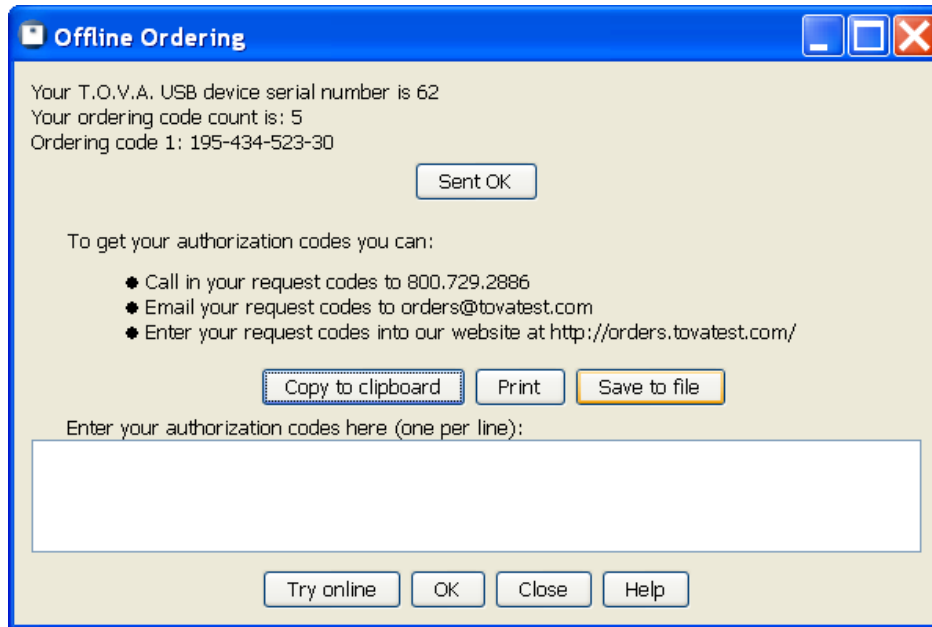 Offline Ordering
Your T.O.V.A. USB device serial number is 62
Your ordering code count is: 5
Ordering code 1: 195-434-523-30
Sent OK
To get your authorization codes you can:
Call in your request codes to 800.729.2886
Email your request codes to orders@tovatest.com
Enter your request codes into our website at http://orders.tovatest.com/
Copy to clipboard Print Save to file
Enter your authorization codes here (one per line):
Try online OK Close Help